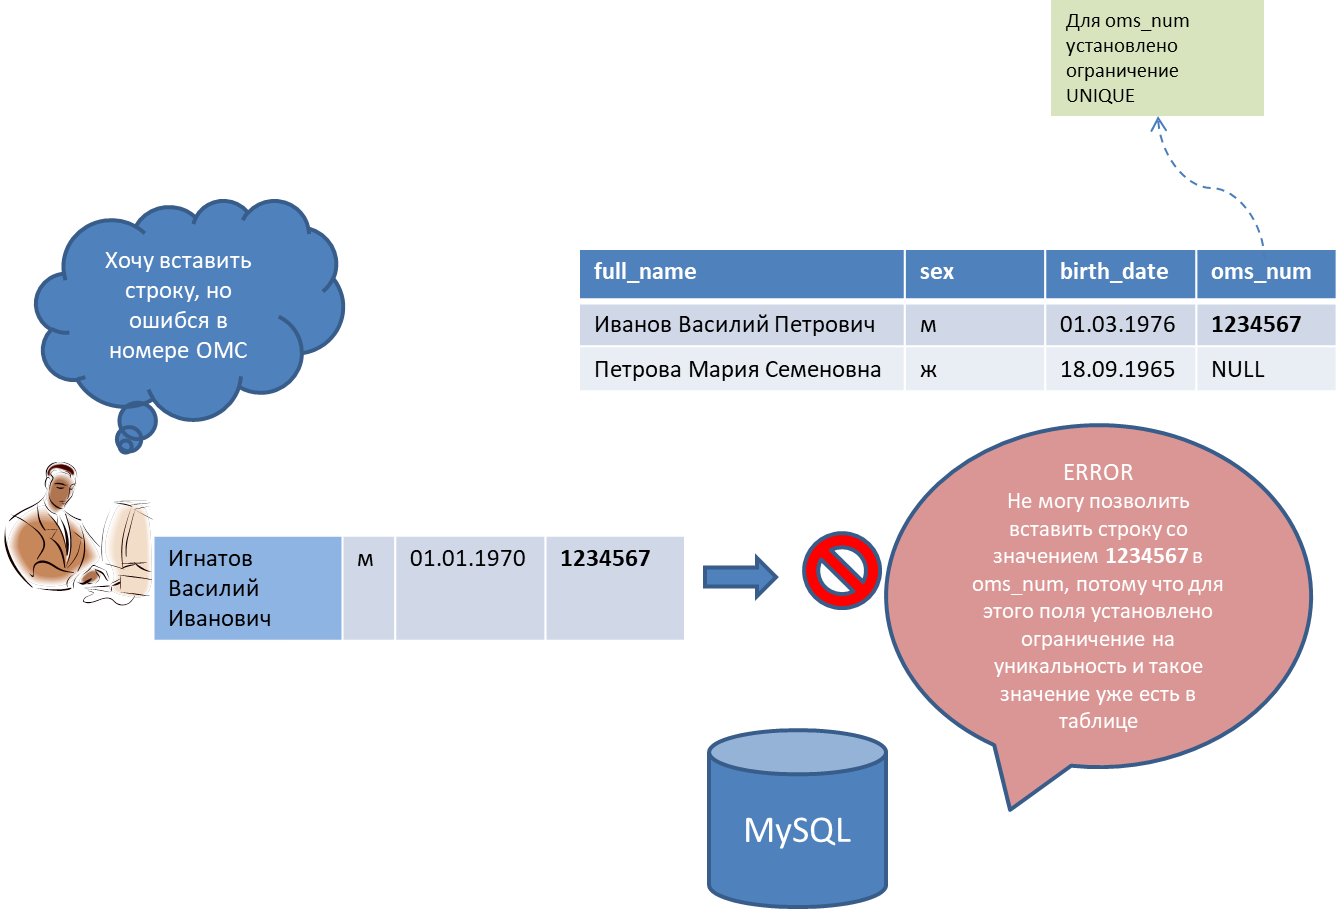 Для oms_num
установлено
ограничение
UNIQUE
Хочу вставить
строку, но
ошибся в
номере ОМС
full_name sex birth_date oms_num
Иванов Василий Петрович м 01.03.1976 1234567
Петрова Мария Семеновна ж 18.09.1965 NULL
Игнатов м 01.01.1970 1234567
Василий
Иванович
ERROR
Не могу позволить
вставить строку со
значением 1234567 в
oms_num, потому что для
этого поля установлено
ограничение на
уникальность и такое
значение уже есть в
таблице
MySQL